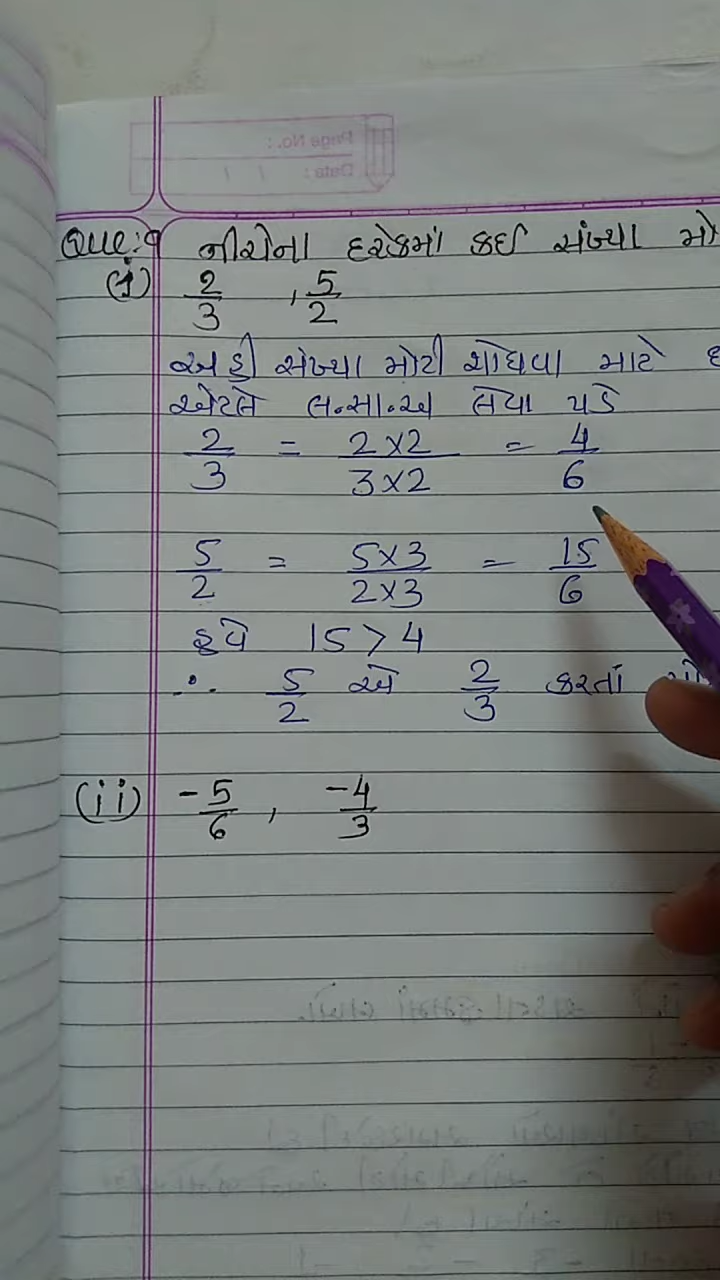 Page No.:
Date: / /
Que:9 નીચેના દરેકમાં કઈ સંખ્યા મો
(i) 2/3 , 5/2
અહી સંખ્યા મોટી શોધવા માટે
એટલે લ.સા.અ લેવા પડે
2/3 = 2×2/3×2 = 4/6
5/2 = 5×3/2×3 = 15/6
હવે 15 > 4
∴ 5/2 એ 2/3 કરતાં
(ii) -5/6 , -4/3